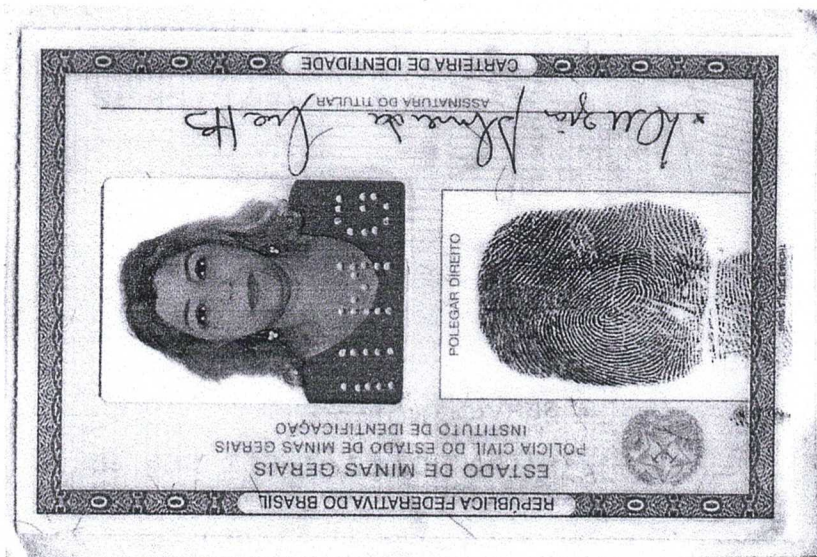 REPÚBLICA FEDERATIVA DO BRASIL
ESTADO DE MINAS GERAIS
POLÍCIA CIVIL DO ESTADO DE MINAS GERAIS
INSTITUTO DE IDENTIFICAÇÃO
POLEGAR DIREITO
Almeida
ASSINATURA DO TITULAR
CARTEIRA DE IDENTIDADE